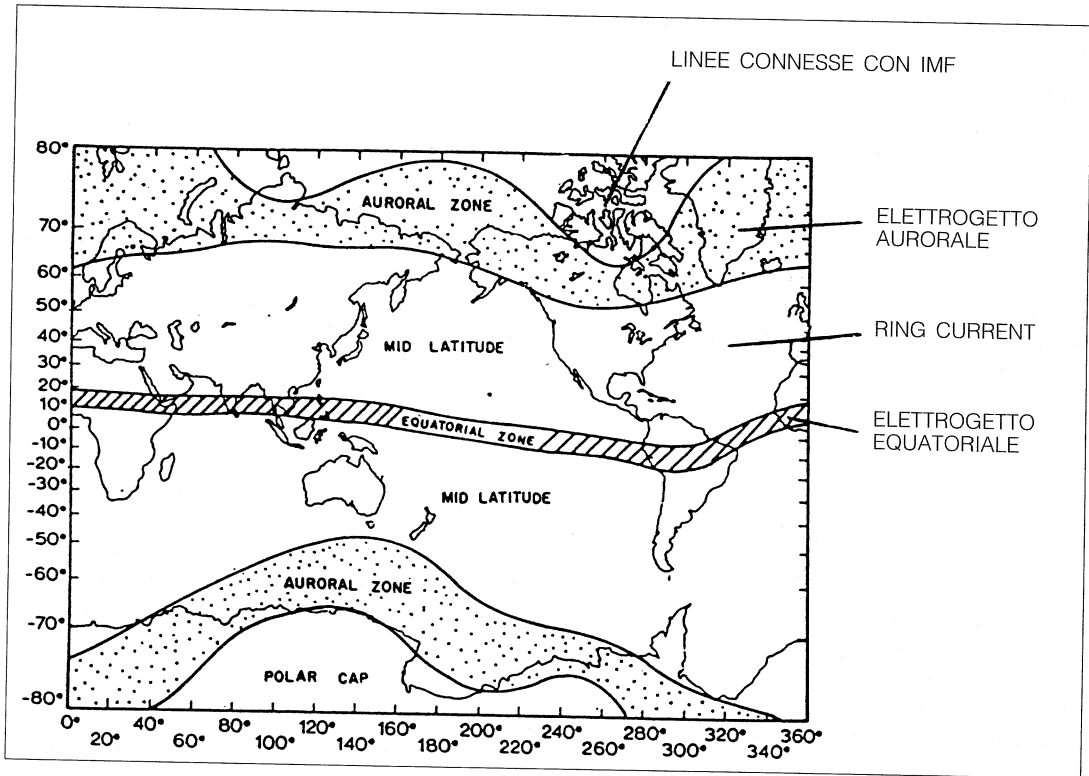 LINEE CONNESSE CON IMF
80°
AURORAL ZONE
70°
ELETTROGETTO
AURORALE
60°
50°
40°
MID LATITUDE
RING CURRENT
30°
20°
10°
0°
EQUATORIAL ZONE
ELETTROGETTO
EQUATORIALE
-10°
-20°
-30°
MID LATITUDE
-40°
-50°
-60°
AURORAL ZONE
-70°
POLAR CAP
-80°
0° 40° 80° 120° 160° 200° 240° 280° 320° 360°
20° 60° 100° 140° 180° 220° 260° 300° 340°